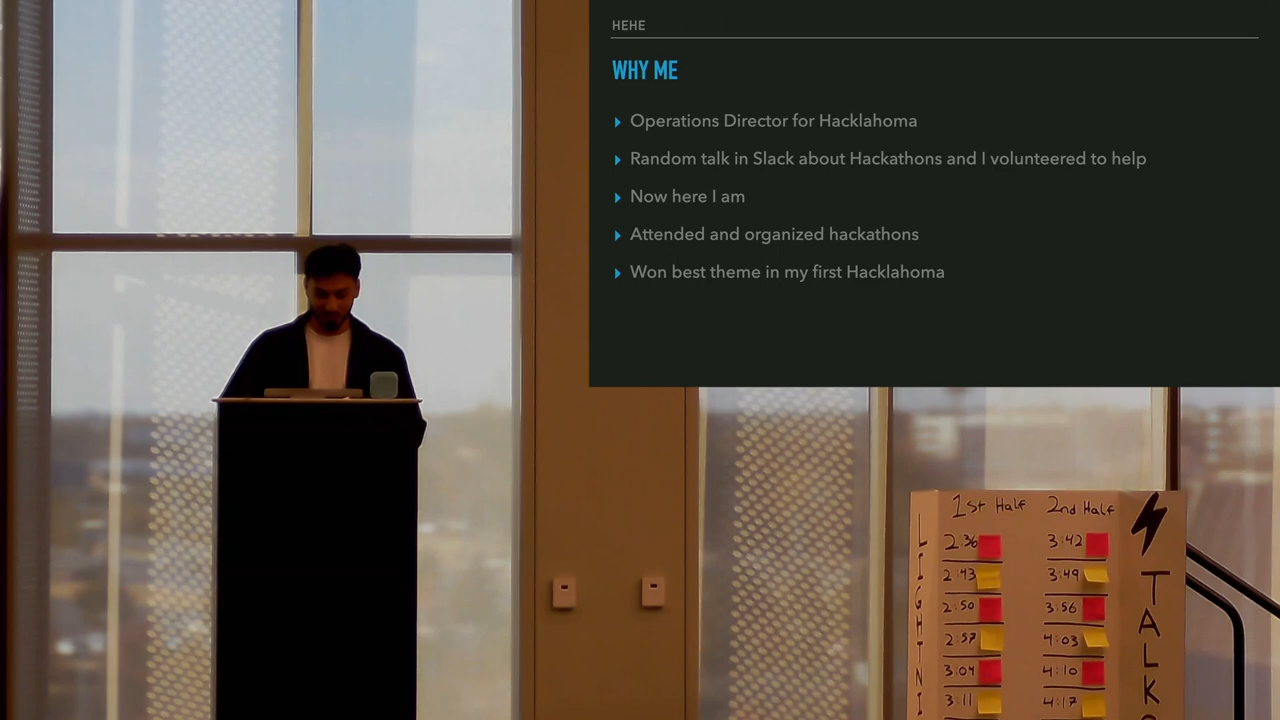 HEHE
WHY ME
Operations Director for Hacklahoma
Random talk in Slack about Hackathons and I volunteered to help
Now here I am
Attended and organized hackathons
Won best theme in my first Hacklahoma
1st Half 2nd Half
2:36 3:42
2:43 3:49
2:50 3:56
2:57 4:03
3:04 4:10
3:11 4:17
LIGHTNI
TALKS